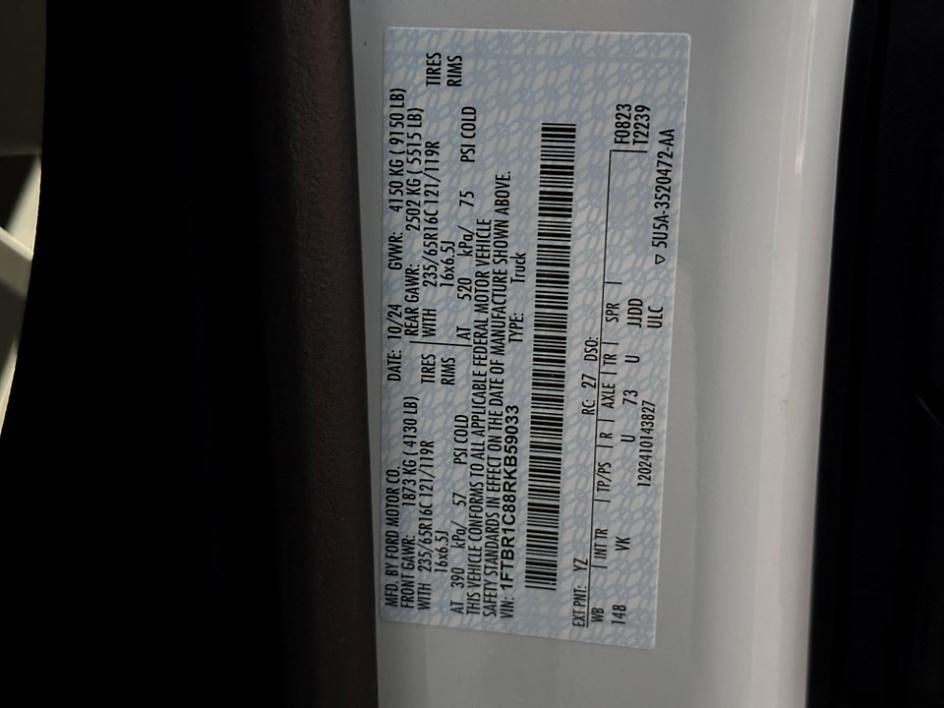 MFD. BY FORD MOTOR CO. DATE: 10/24 GVWR: 4150 KG ( 9150 LB)
FRONT GAWR: 1873 KG ( 4130 LB) REAR GAWR: 2502 KG ( 5515 LB)
WITH 235/65R16C 121/119R TIRES WITH 235/65R16C 121/119R TIRES
16x6.5J RIMS 16x6.5J RIMS
AT 390 kPa/ 57 PSI COLD AT 520 kPa/ 75 PSI COLD
THIS VEHICLE CONFORMS TO ALL APPLICABLE FEDERAL MOTOR VEHICLE
SAFETY STANDARDS IN EFFECT ON THE DATE OF MANUFACTURE SHOWN ABOVE.
VIN: 1FTBR1C88RKB59033 TYPE: Truck
EXT PNT: YZ RC: 27 DSO: F0823
WB INT TR TP/PS R AXLE TR SPR T2239
148 VK U 73 U JJDD
1202410143827 ULC ▽ 5U5A-3520472-AA